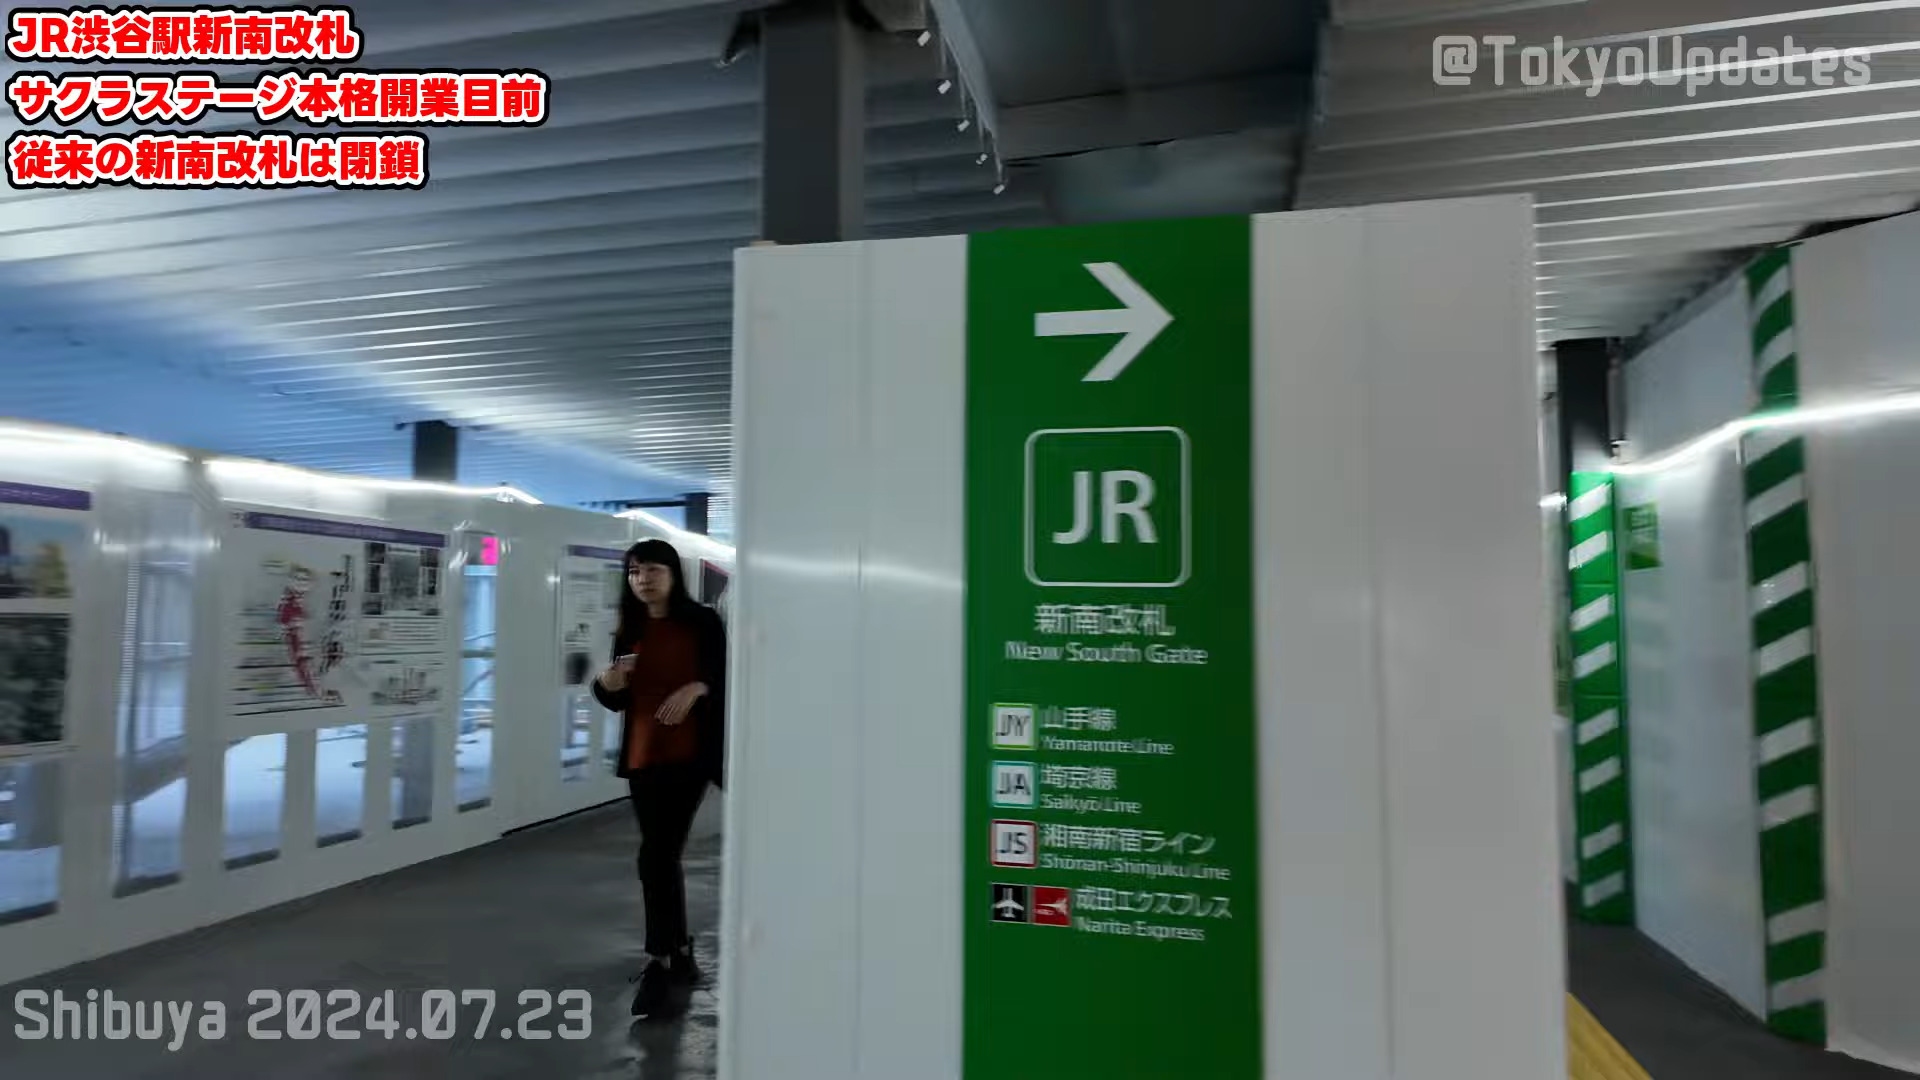 JR渋谷駅新南改札
サクラステージ本格開業目前
従来の新南改札は閉鎖
@TokyoUpdates
JR
新南改札
New South Gate
JY 山手線
Yamanote Line
JA 埼京線
Saikyō Line
JS 湘南新宿ライン
Shōnan-Shinjuku Line
成田エクスプレス
Narita Express
Shibuya 2024.07.23